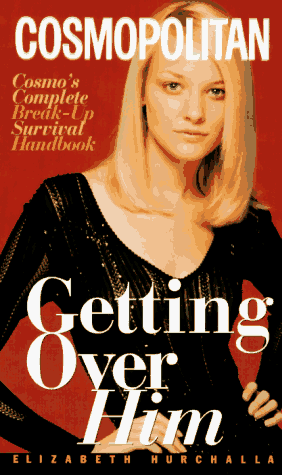 COSMOPOLITAN
Cosmo's
Complete
Break-Up
Survival
Handbook
Getting
Over
Him
ELIZABETH HURCHALLA